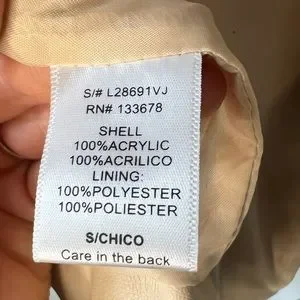 S/# L28691VJ
RN# 133678
SHELL
100%ACRYLIC
100%ACRILICO
LINING:
100%POLYESTER
100%POLIESTER
S/CHICO
Care in the back